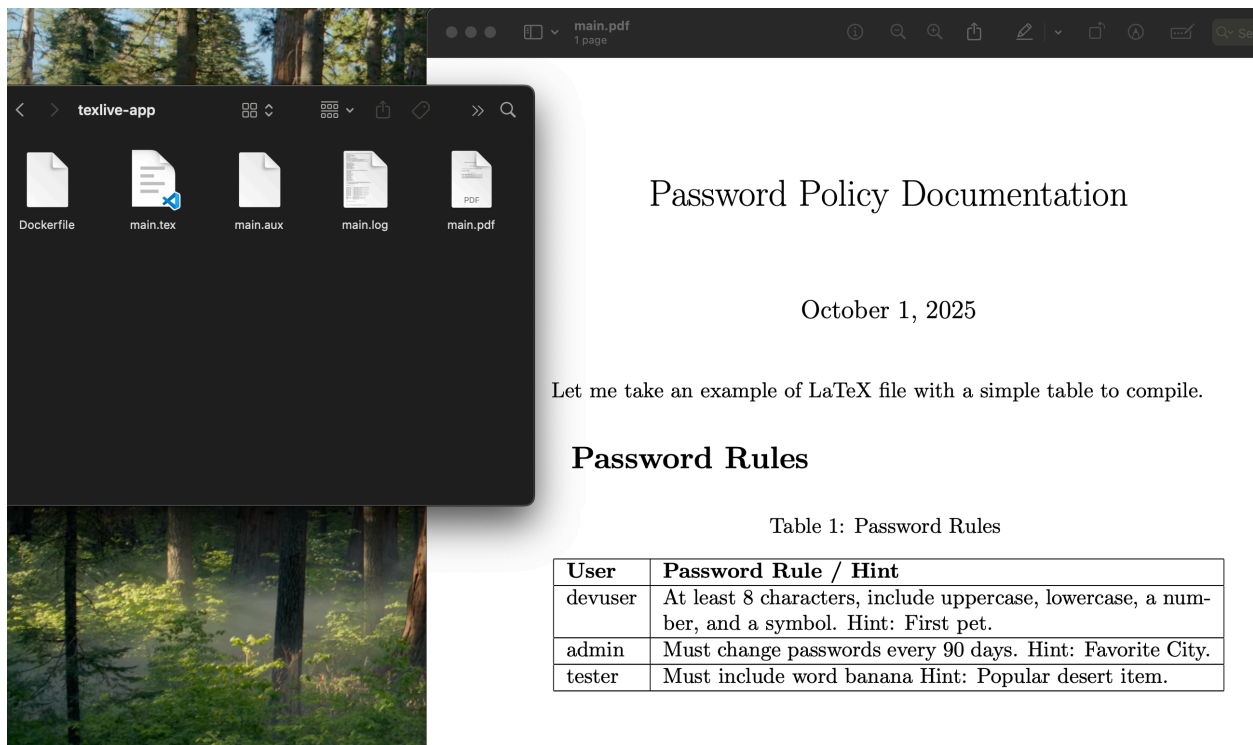 main.pdf
1 page
Se
texlive-app
Dockerfile
main.tex
main.aux
main.log
PDF
main.pdf
Password Policy Documentation
October 1, 2025
Let me take an example of LaTeX file with a simple table to compile.
Password Rules
Table 1: Password Rules
User Password Rule / Hint
devuser At least 8 characters, include uppercase, lowercase, a num-
ber, and a symbol. Hint: First pet.
admin Must change passwords every 90 days. Hint: Favorite City.
tester Must include word banana Hint: Popular desert item.